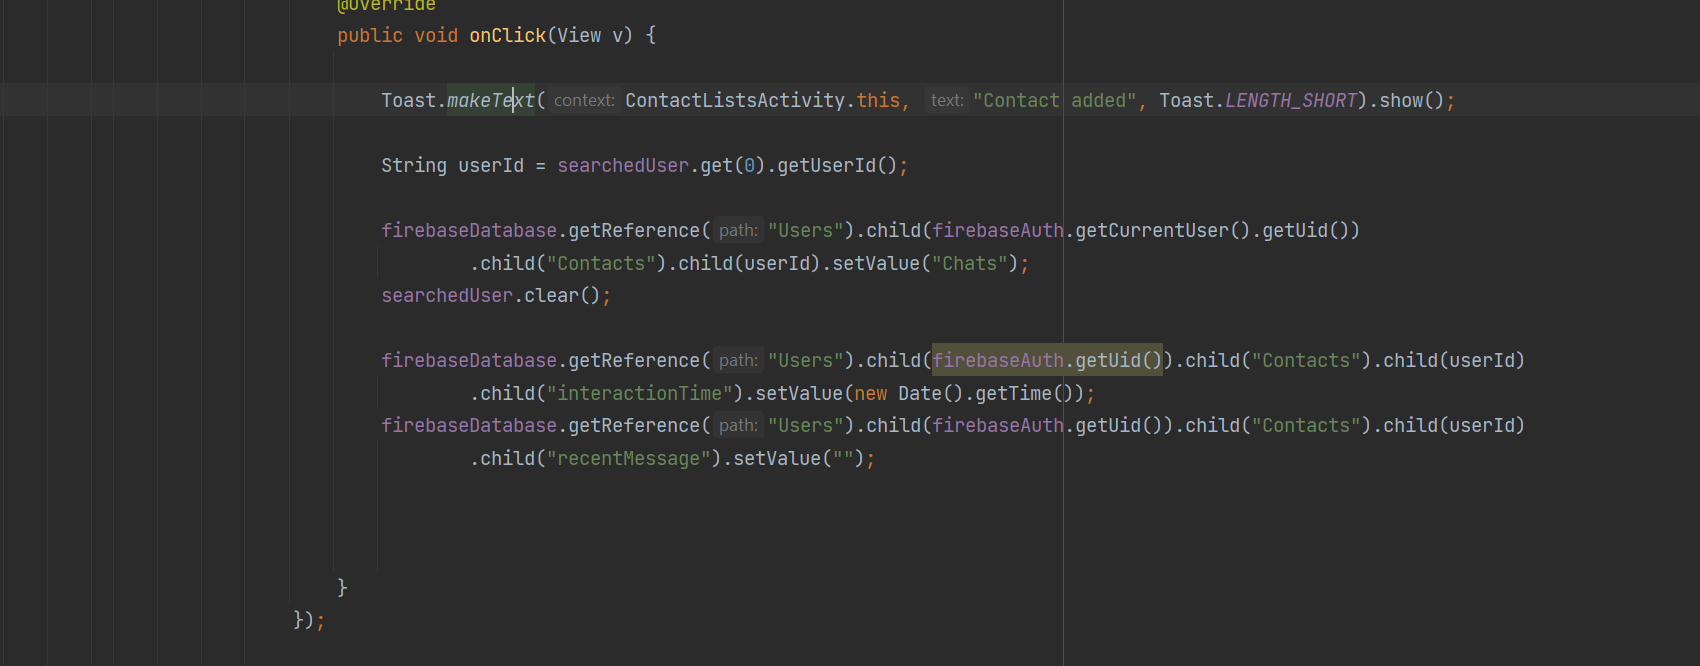 @Override
public void onClick(View v) {
Toast.makeText( context: ContactListsActivity.this, text: "Contact added", Toast.LENGTH_SHORT).show();
String userId = searchedUser.get(0).getUserId();
firebaseDatabase.getReference( path: "Users").child(firebaseAuth.getCurrentUser().getUid())
.child("Contacts").child(userId).setValue("Chats");
searchedUser.clear();
firebaseDatabase.getReference( path: "Users").child(firebaseAuth.getUid()).child("Contacts").child(userId)
.child("interactionTime").setValue(new Date().getTime());
firebaseDatabase.getReference( path: "Users").child(firebaseAuth.getUid()).child("Contacts").child(userId)
.child("recentMessage").setValue("");
}
});